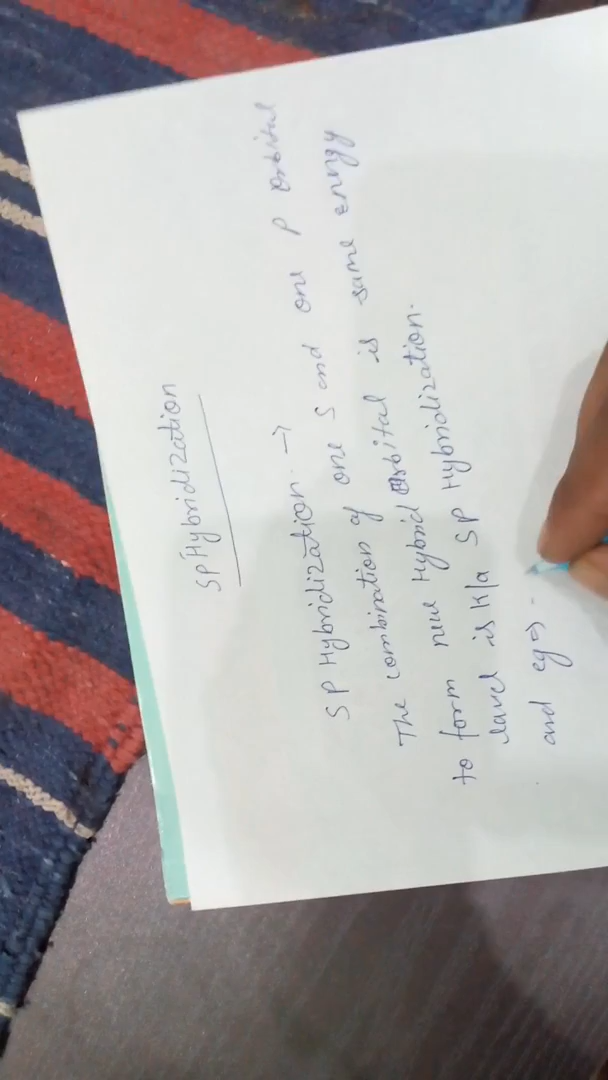 SP Hybridization
SP Hybridization →
The combination of one S and one P orbital
to form new Hybrid orbital is same energy
lavel is K/a SP Hybridization.
and eg ⇒ -